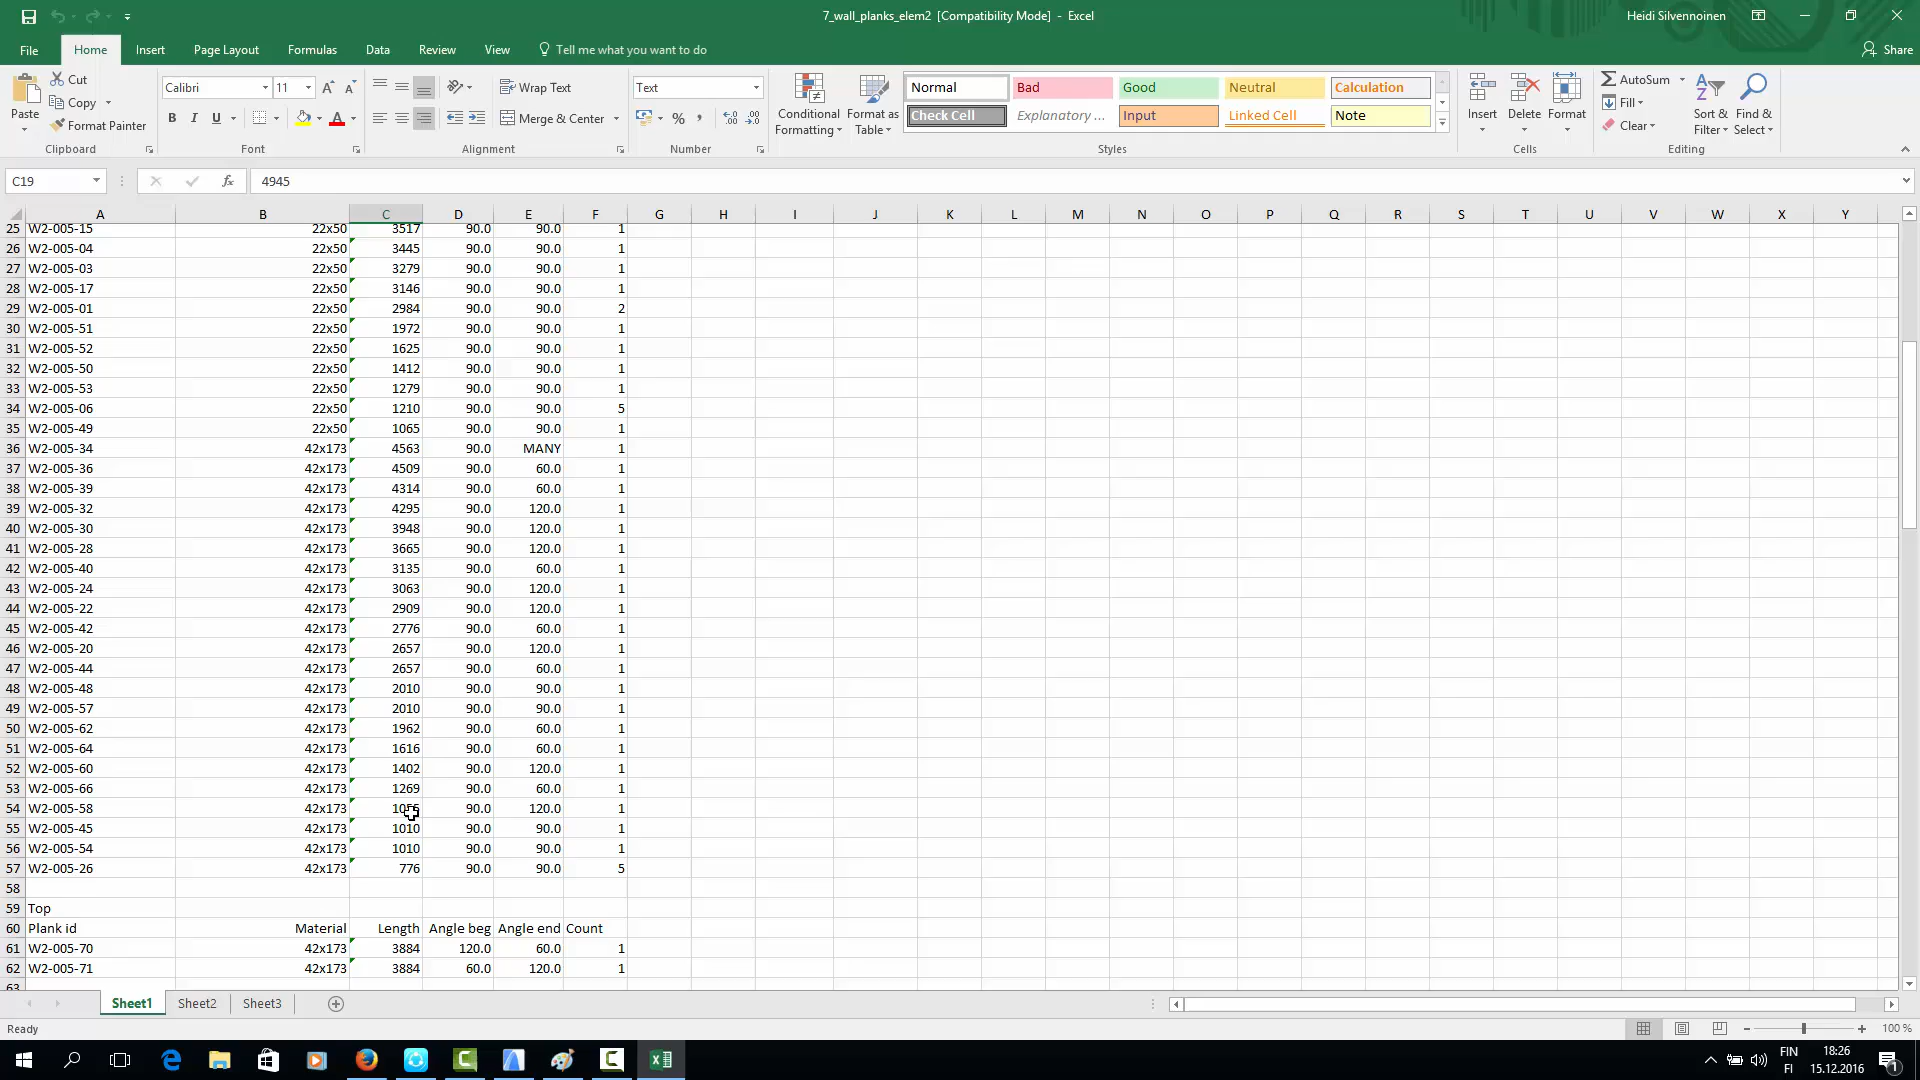 7_wall_planks_elem2 [Compatibility Mode] - Excel
Heidi Silvennoinen
File Home Insert Page Layout Formulas Data Review View Tell me what you want to do Share
Cut Calibri 11 Wrap Text Text Normal Bad Good Neutral Calculation AutoSum
Copy Fill
Paste Format Painter Merge & Center Conditional Formatting Format as Table Check Cell Explanatory ... Input Linked Cell Note Insert Delete Format Clear Sort & Filter Find & Select
Clipboard Font Alignment Number Styles Cells Editing
C19 fx 4945
A B C D E F G H I J K L M N O P Q R S T U V W X Y
25 W2-005-15 22x50 3517 90.0 90.0 1
26 W2-005-04 22x50 3445 90.0 90.0 1
27 W2-005-03 22x50 3279 90.0 90.0 1
28 W2-005-17 22x50 3146 90.0 90.0 1
29 W2-005-01 22x50 2984 90.0 90.0 2
30 W2-005-51 22x50 1972 90.0 90.0 1
31 W2-005-52 22x50 1625 90.0 90.0 1
32 W2-005-50 22x50 1412 90.0 90.0 1
33 W2-005-53 22x50 1279 90.0 90.0 1
34 W2-005-06 22x50 1210 90.0 90.0 5
35 W2-005-49 22x50 1065 90.0 90.0 1
36 W2-005-34 42x173 4563 90.0 MANY 1
37 W2-005-36 42x173 4509 90.0 60.0 1
38 W2-005-39 42x173 4314 90.0 60.0 1
39 W2-005-32 42x173 4295 90.0 120.0 1
40 W2-005-30 42x173 3948 90.0 120.0 1
41 W2-005-28 42x173 3665 90.0 120.0 1
42 W2-005-40 42x173 3135 90.0 60.0 1
43 W2-005-24 42x173 3063 90.0 120.0 1
44 W2-005-22 42x173 2909 90.0 120.0 1
45 W2-005-42 42x173 2776 90.0 60.0 1
46 W2-005-20 42x173 2657 90.0 120.0 1
47 W2-005-44 42x173 2657 90.0 60.0 1
48 W2-005-48 42x173 2010 90.0 90.0 1
49 W2-005-57 42x173 2010 90.0 90.0 1
50 W2-005-62 42x173 1962 90.0 60.0 1
51 W2-005-64 42x173 1616 90.0 60.0 1
52 W2-005-60 42x173 1402 90.0 120.0 1
53 W2-005-66 42x173 1269 90.0 60.0 1
54 W2-005-58 42x173 90.0 120.0 1
55 W2-005-45 42x173 1010 90.0 90.0 1
56 W2-005-54 42x173 1010 90.0 90.0 1
57 W2-005-26 42x173 776 90.0 90.0 5
58
59 Top
60 Plank id Material Length Angle beg Angle end Count
61 W2-005-70 42x173 3884 120.0 60.0 1
62 W2-005-71 42x173 3884 60.0 120.0 1
63
Sheet1 Sheet2 Sheet3
Ready 100 %
FIN 18:26
FI 15.12.2016 1